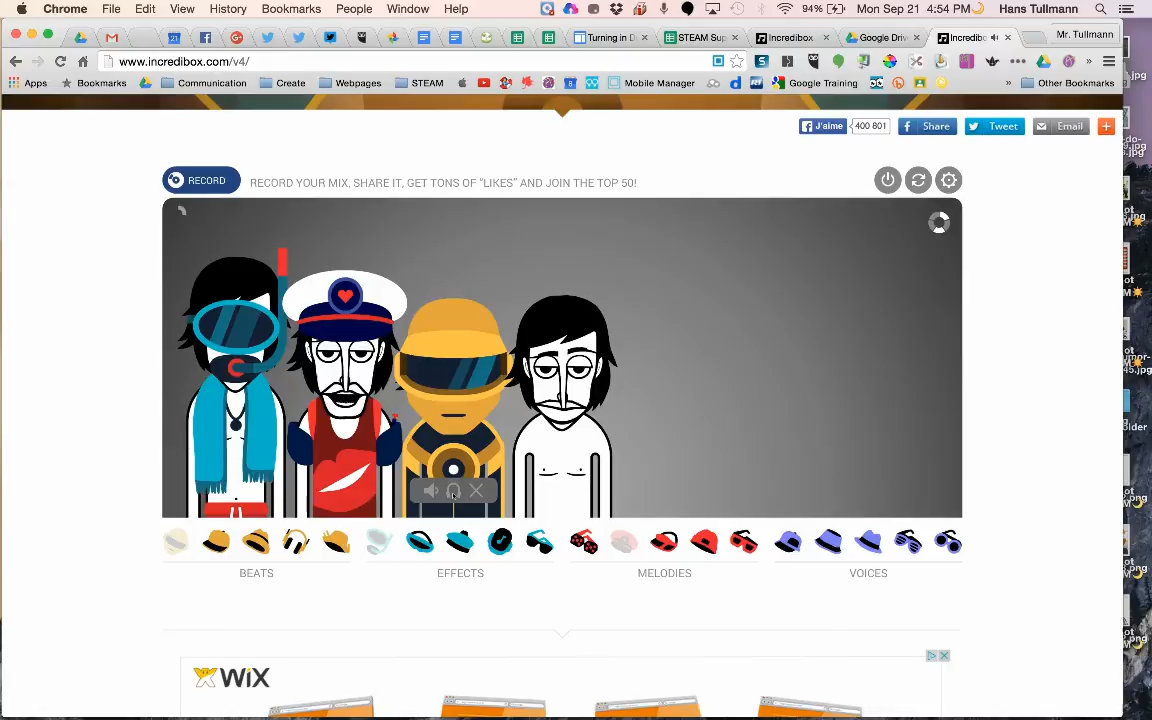 Chrome File Edit View History Bookmarks People Window Help 94% Mon Sep 21 4:54 PM Hans Tullmann
Turning in D STEAM Sup Incredibox Google Driv Incredibo Mr. Tullmann
www.incredibox.com/v4/
Apps Bookmarks Communication Create Webpages STEAM Mobile Manager Google Training » Other Bookmarks
J'aime 400 801 Share Tweet Email
RECORD RECORD YOUR MIX, SHARE IT, GET TONS OF "LIKES" AND JOIN THE TOP 50!
BEATS EFFECTS MELODIES VOICES
WiX